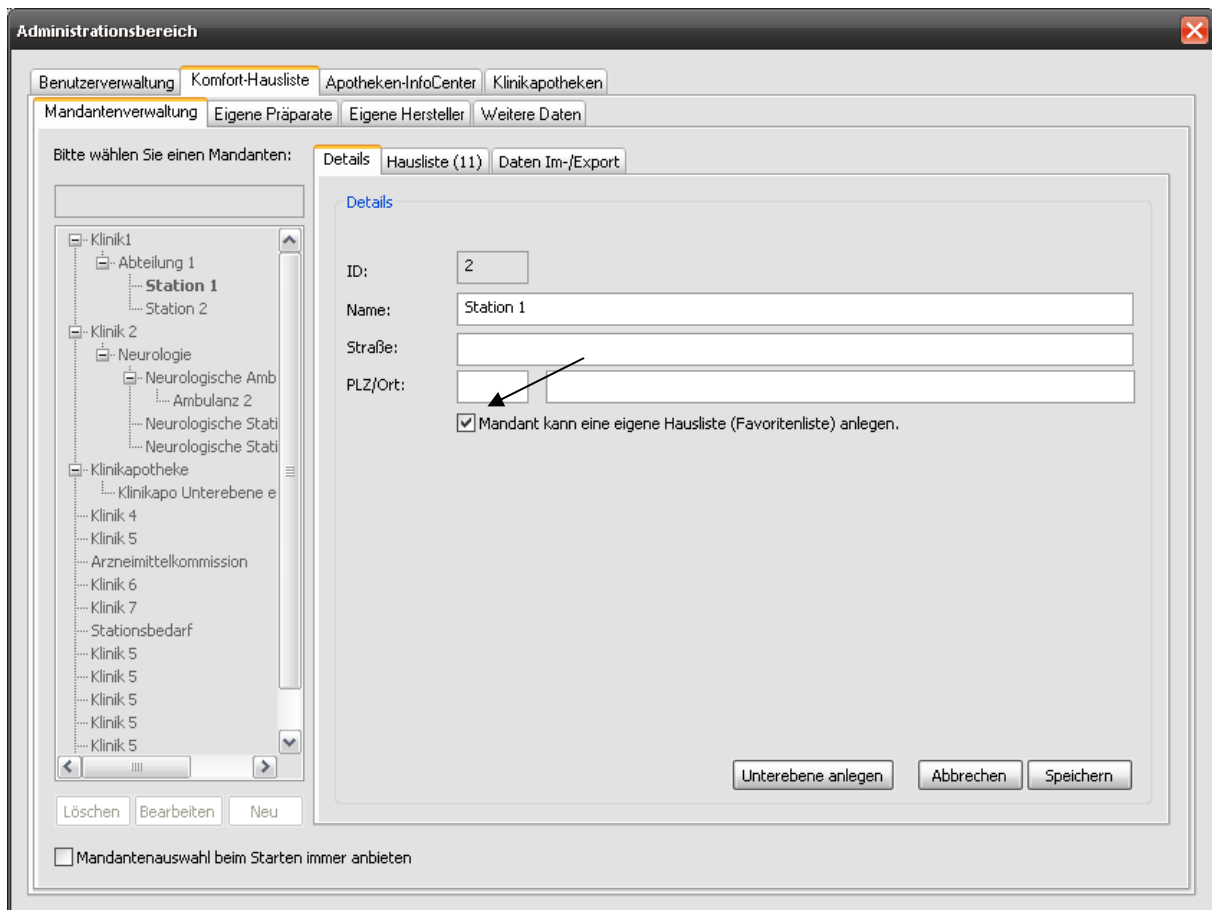 Administrationsbereich
Benutzerverwaltung Komfort-Hausliste Apotheken-InfoCenter Klinikapotheken
Mandantenverwaltung Eigene Präparate Eigene Hersteller Weitere Daten
Bitte wählen Sie einen Mandanten:
Klinik1
Abteilung 1
Station 1
Station 2
Klinik 2
Neurologie
Neurologische Amb
Ambulanz 2
Neurologische Stati
Neurologische Stati
Klinikapotheke
Klinikapo Unterebene e
Klinik 4
Klinik 5
Arzneimittelkommission
Klinik 6
Klinik 7
Stationsbedarf
Klinik 5
Klinik 5
Klinik 5
Klinik 5
Klinik 5
Löschen Bearbeiten Neu
Details Hausliste (11) Daten Im-/Export
Details
ID: 2
Name: Station 1
Straße:
PLZ/Ort:
Mandant kann eine eigene Hausliste (Favoritenliste) anlegen.
Unterebene anlegen Abbrechen Speichern
Mandantenauswahl beim Starten immer anbieten